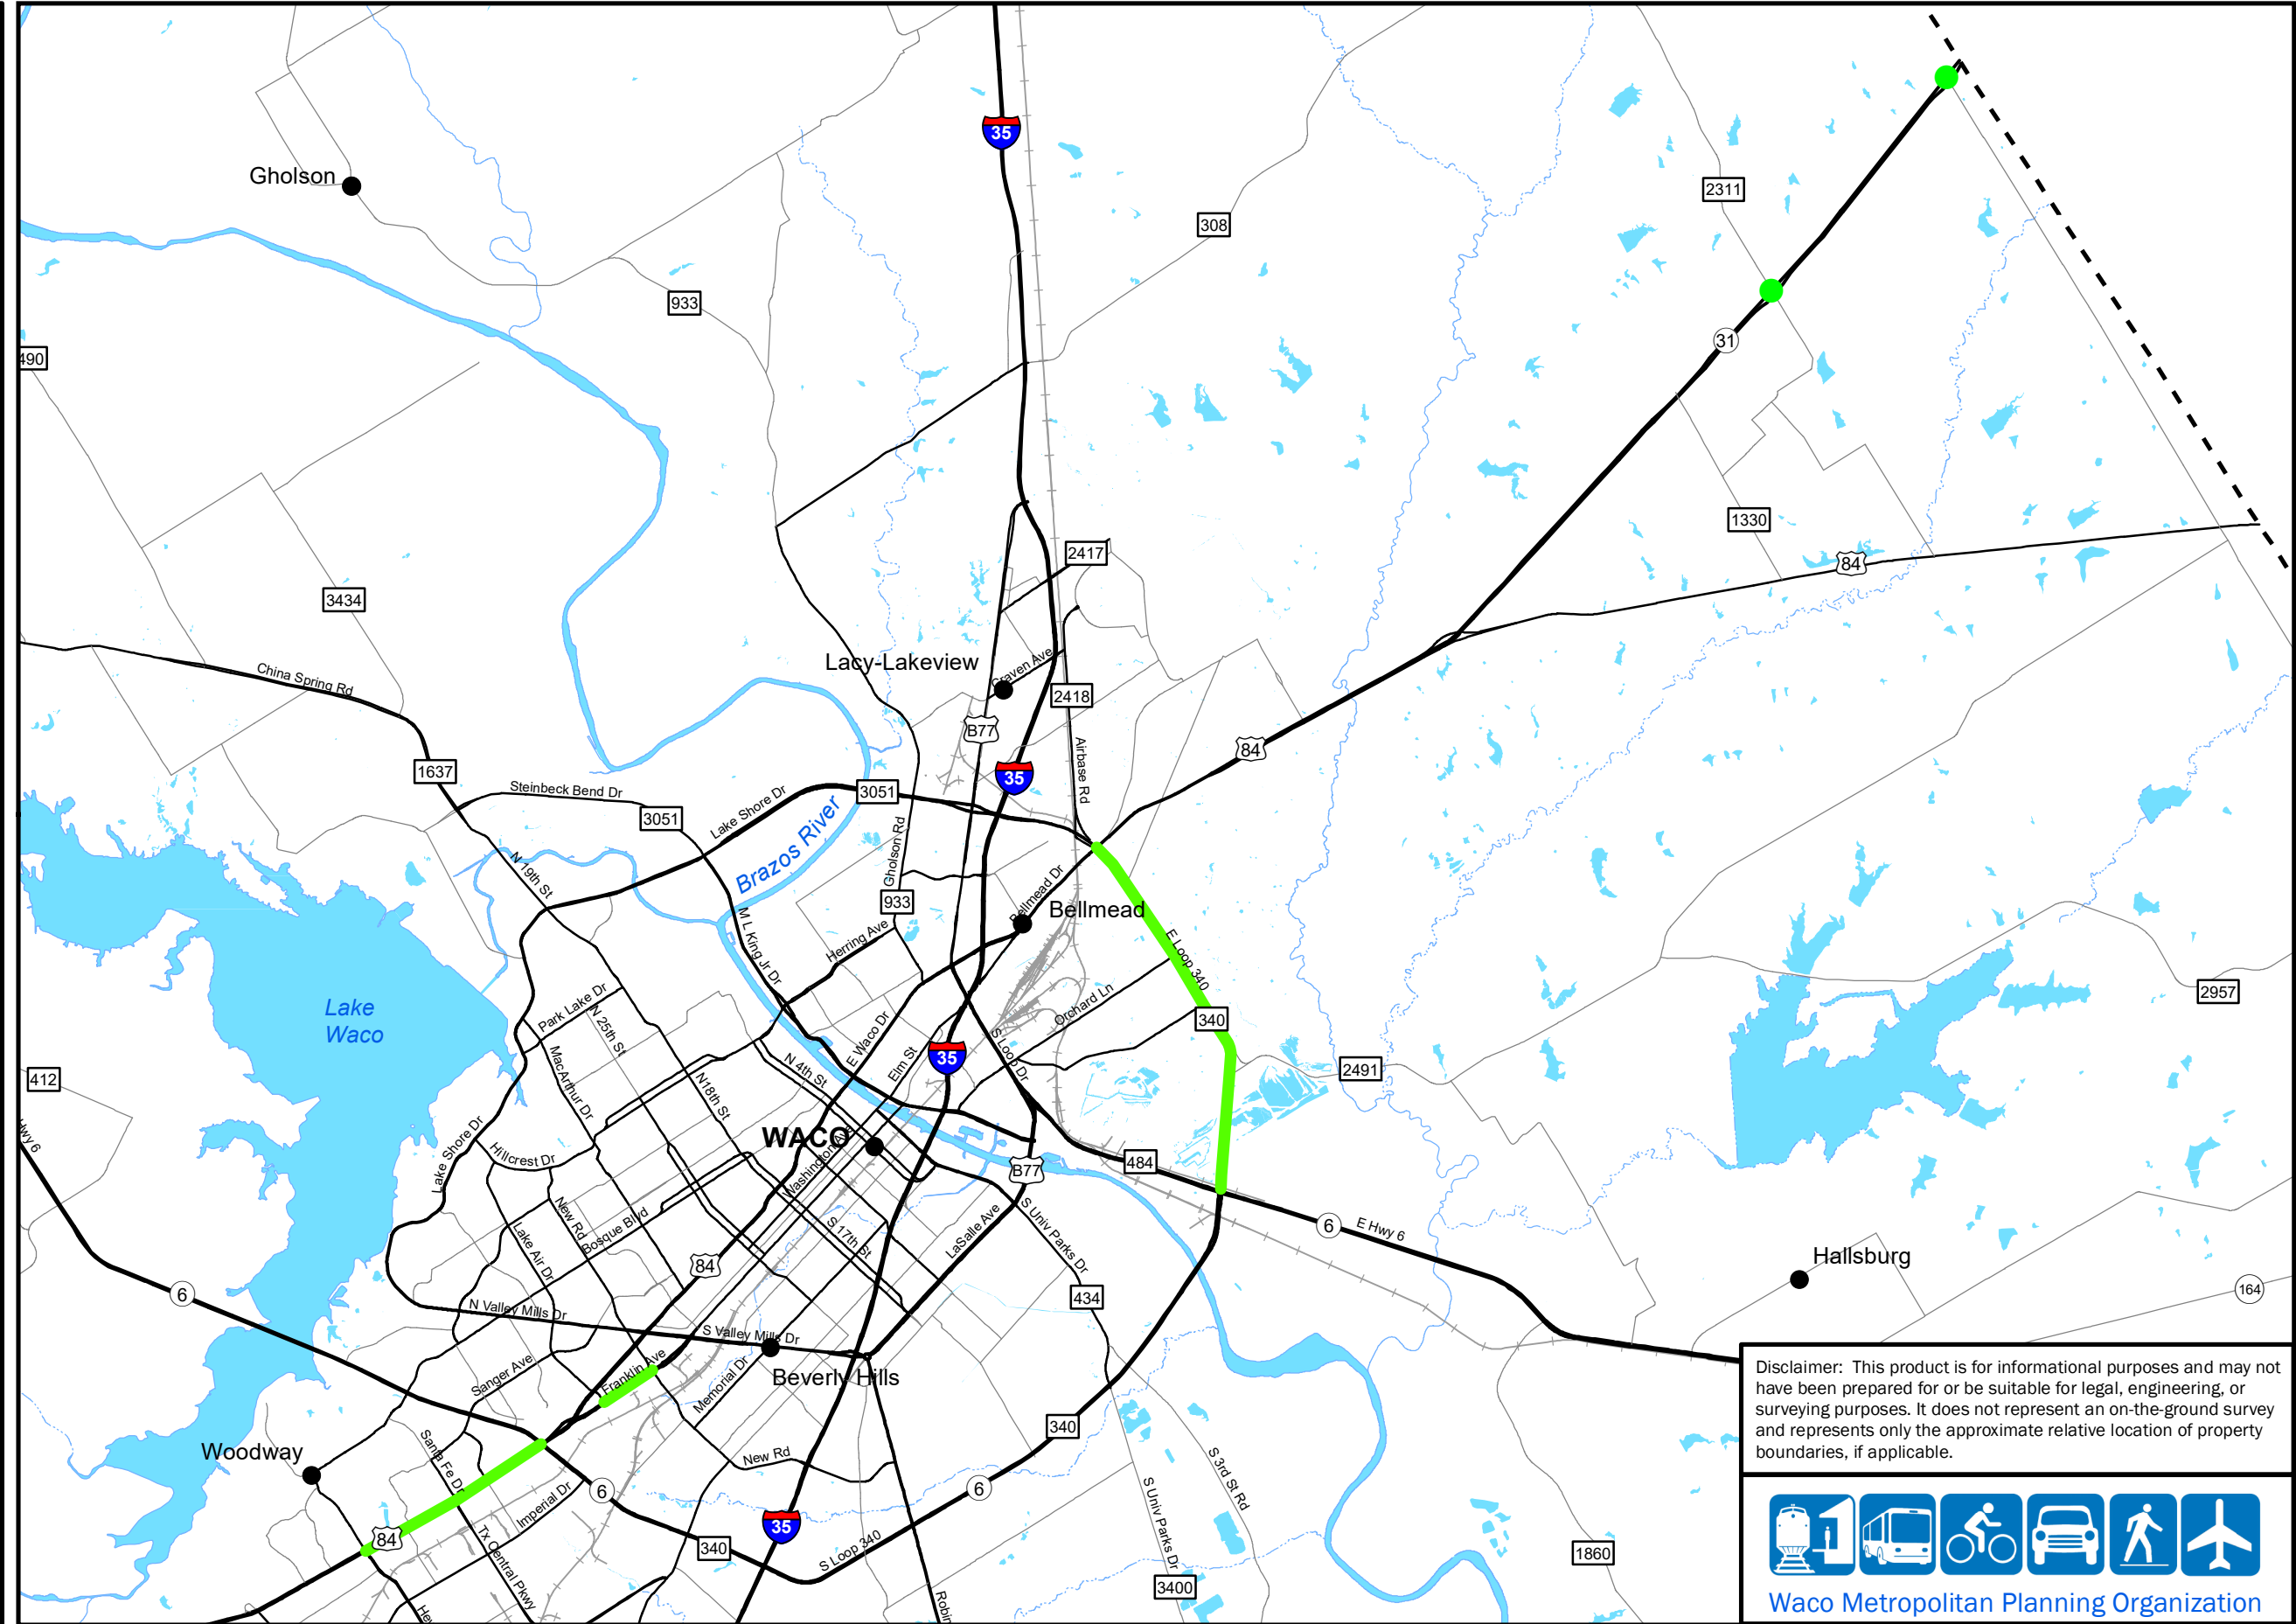 35
Gholson
2311
308
933
31
490
1330
2417
84
3434
Lacy-Lakeview
Craven Ave
China Spring Rd
2418
B77
84
Airbase Rd
1637
35
Steinbeck Bend Dr
3051
Lake Shore Dr
3051
Brazos River
Gholson Rd
N 19th St
Bellmead Dr
933
Bellmead
M L King Jr Dr
Herring Ave
E Loop 340
2957
Lake
Waco
Park Lake Dr
N 25th St
Orchard Ln
340
E Waco Dr
S Loop Dr
MacArthur Dr
Elm St
35
N 4th St
2491
412
N18th St
Hwy 6
WACO
Washington Ave
Lake Shore Dr
Hillcrest Dr
484
B77
New Rd
Bosque Blvd
Lake Air Dr
S 17th St
LaSalle Ave
S Univ Parks Dr
6
E Hwy 6
Hallsburg
84
6
434
164
N Valley Mills Dr
S Valley Mills Dr
Franklin Ave
Sanger Ave
Memorial Dr
Beverly Hills
340
Woodway
Santa Fe Dr
New Rd
S 3rd St Rd
6
6
Imperial Dr
S Univ Parks Dr
84
35
Tx Central Pkwy
340
S Loop 340
1860
3400
Disclaimer: This product is for informational purposes and may not
have been prepared for or be suitable for legal, engineering, or
surveying purposes. It does not represent an on-the-ground survey
and represents only the approximate relative location of property
boundaries, if applicable.
Waco Metropolitan Planning Organization